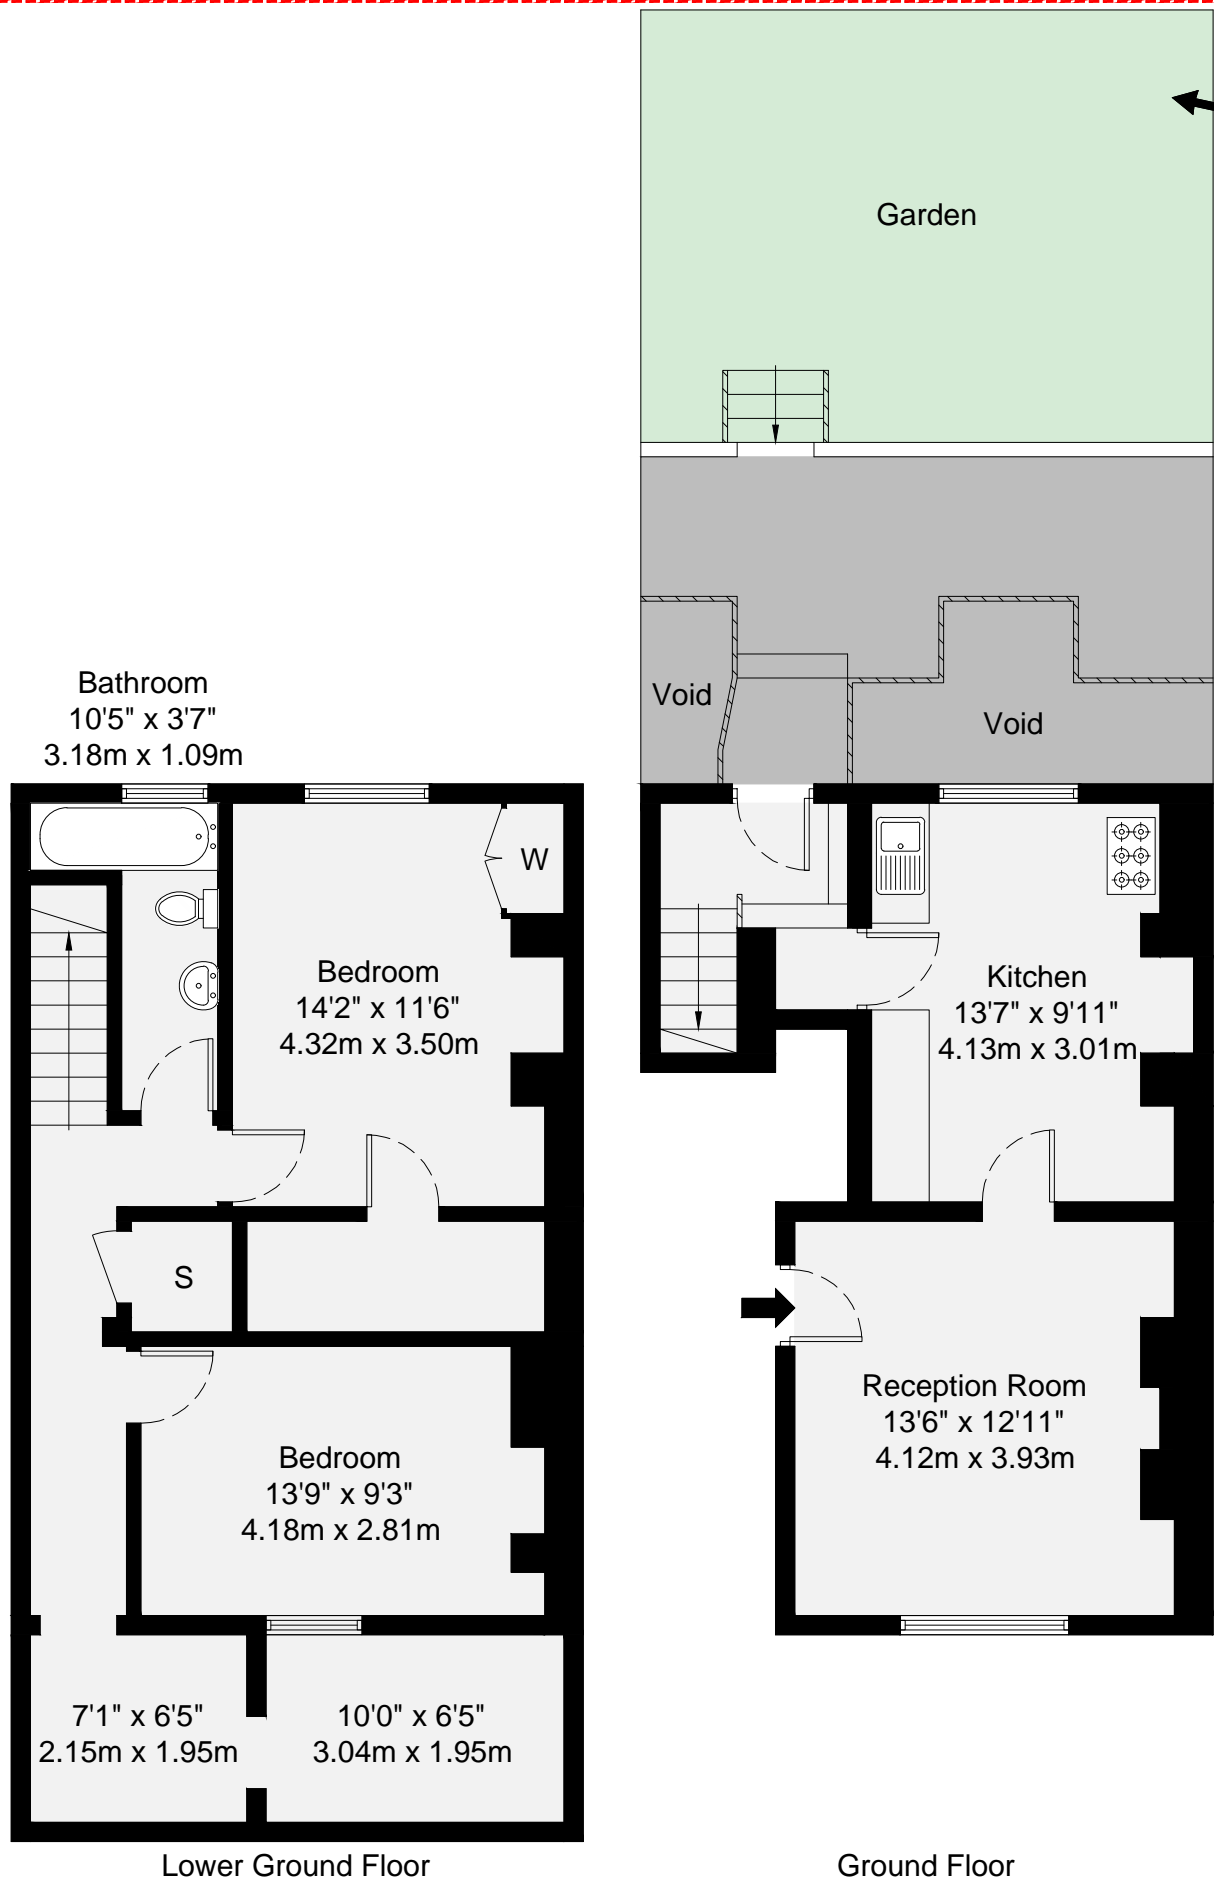 Garden
Void
Void
Bathroom
10'5" x 3'7"
3.18m x 1.09m
W
Bedroom
14'2" x 11'6"
4.32m x 3.50m
S
Bedroom
13'9" x 9'3"
4.18m x 2.81m
7'1" x 6'5"
2.15m x 1.95m
10'0" x 6'5"
3.04m x 1.95m
Lower Ground Floor
Kitchen
13'7" x 9'11"
4.13m x 3.01m
Reception Room
13'6" x 12'11"
4.12m x 3.93m
Ground Floor